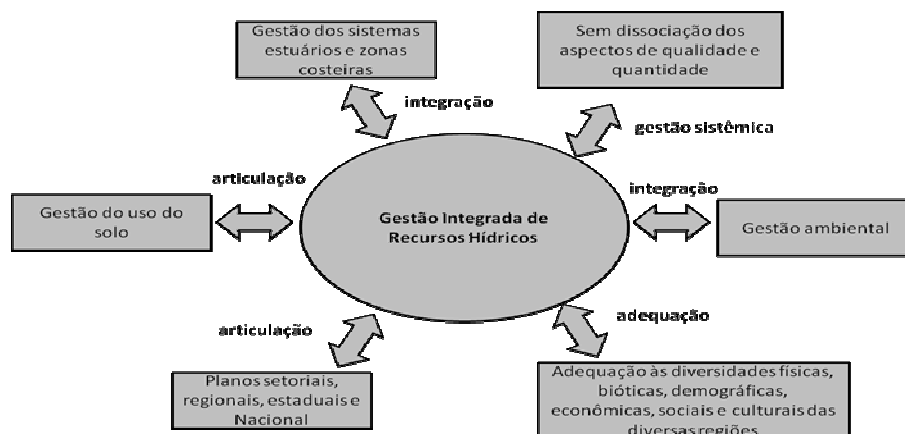 Gestão dos sistemas
estuários e zonas
costeiras
Sem dissociação dos
aspectos de qualidade e
quantidade
integração
gestão sistêmica
articulação
integração
Gestão do uso do
solo
Gestão Integrada de
Recursos Hídricos
Gestão ambiental
articulação
adequação
Planos setoriais,
regionais, estaduais e
Nacional
Adequação às diversidades físicas,
bióticas, demográficas,
econômicas, sociais e culturais das
diversas regiões